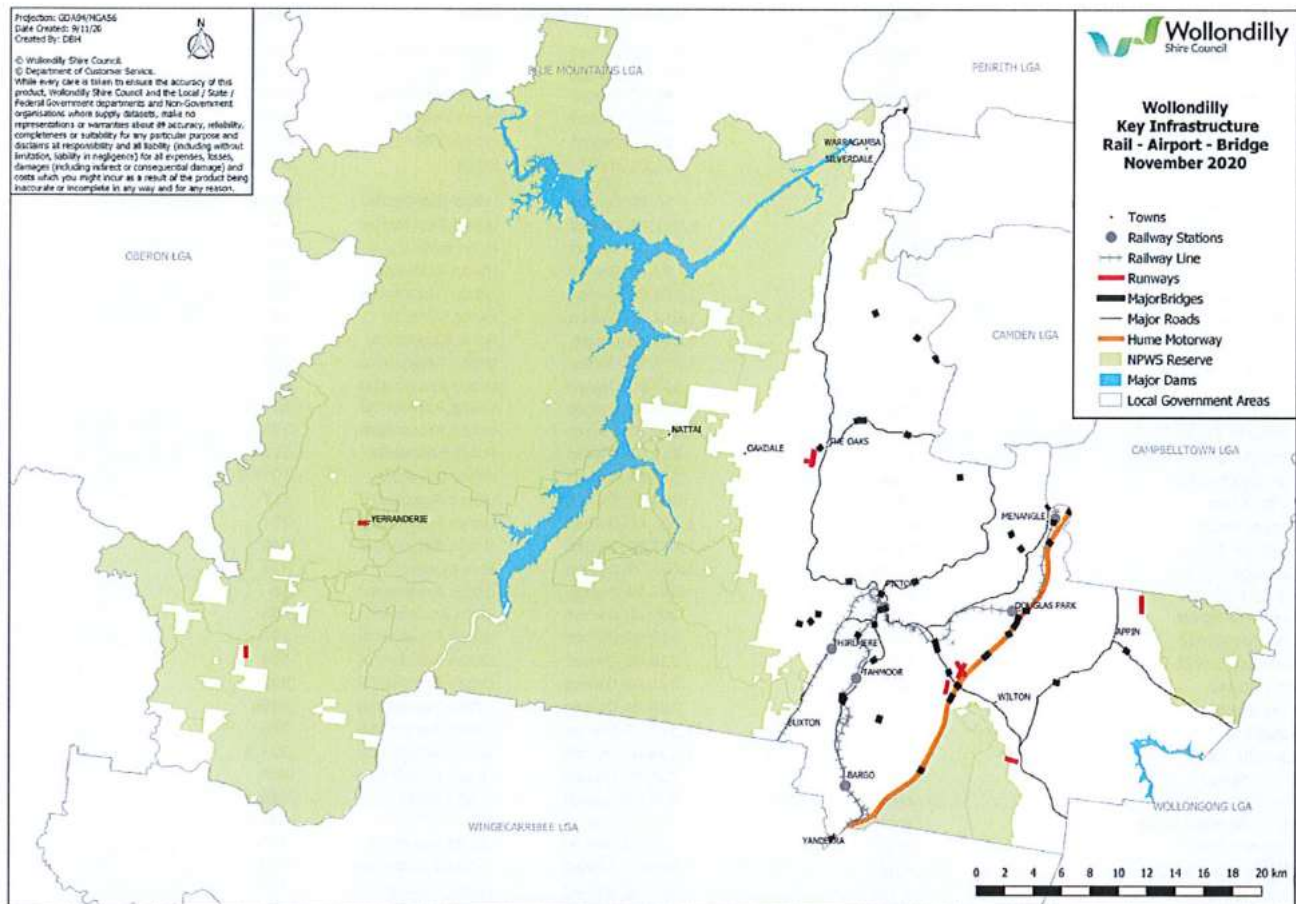 Projection: GDA94/MGA56
Date Created: 9/11/20
Created By: DBH
N
© Wollondilly Shire Council.
© Department of Customer Service.
While every care is taken to ensure the accuracy of this
product, Wollondilly Shire Council and the Local / State /
Federal Government departments and Non-Government
organisations whom supply datasets, make no
representations or warranties about its accuracy, reliability,
completeness or suitability for any particular purpose and
disclaims all responsibility and all liability (including without
limitation, liability in negligence) for all expenses, losses,
damages (including indirect or consequential damage) and
costs which you might incur as a result of the product being
inaccurate or incomplete in any way and for any reason.
Wollondilly
Shire Council
Wollondilly
Key Infrastructure
Rail - Airport - Bridge
November 2020
Towns
Railway Stations
Railway Line
Runways
MajorBridges
Major Roads
Hume Motorway
NPWS Reserve
Major Dams
Local Government Areas
BLUE MOUNTAINS LGA
PENRITH LGA
WARRAGAMBA
SILVERDALE
OBERON LGA
CAMDEN LGA
NATTAI
OAKDALE
THE OAKS
CAMPBELLTOWN LGA
YERRANDERIE
MENANGLE
PICTON
DOUGLAS PARK
APPIN
THIRLMERE
TAHMOOR
WILTON
BUXTON
BARGO
WOLLONGONG LGA
WINGECARRIBEE LGA
YANDERRA
0 2 4 6 8 10 12 14 16 18 20 km